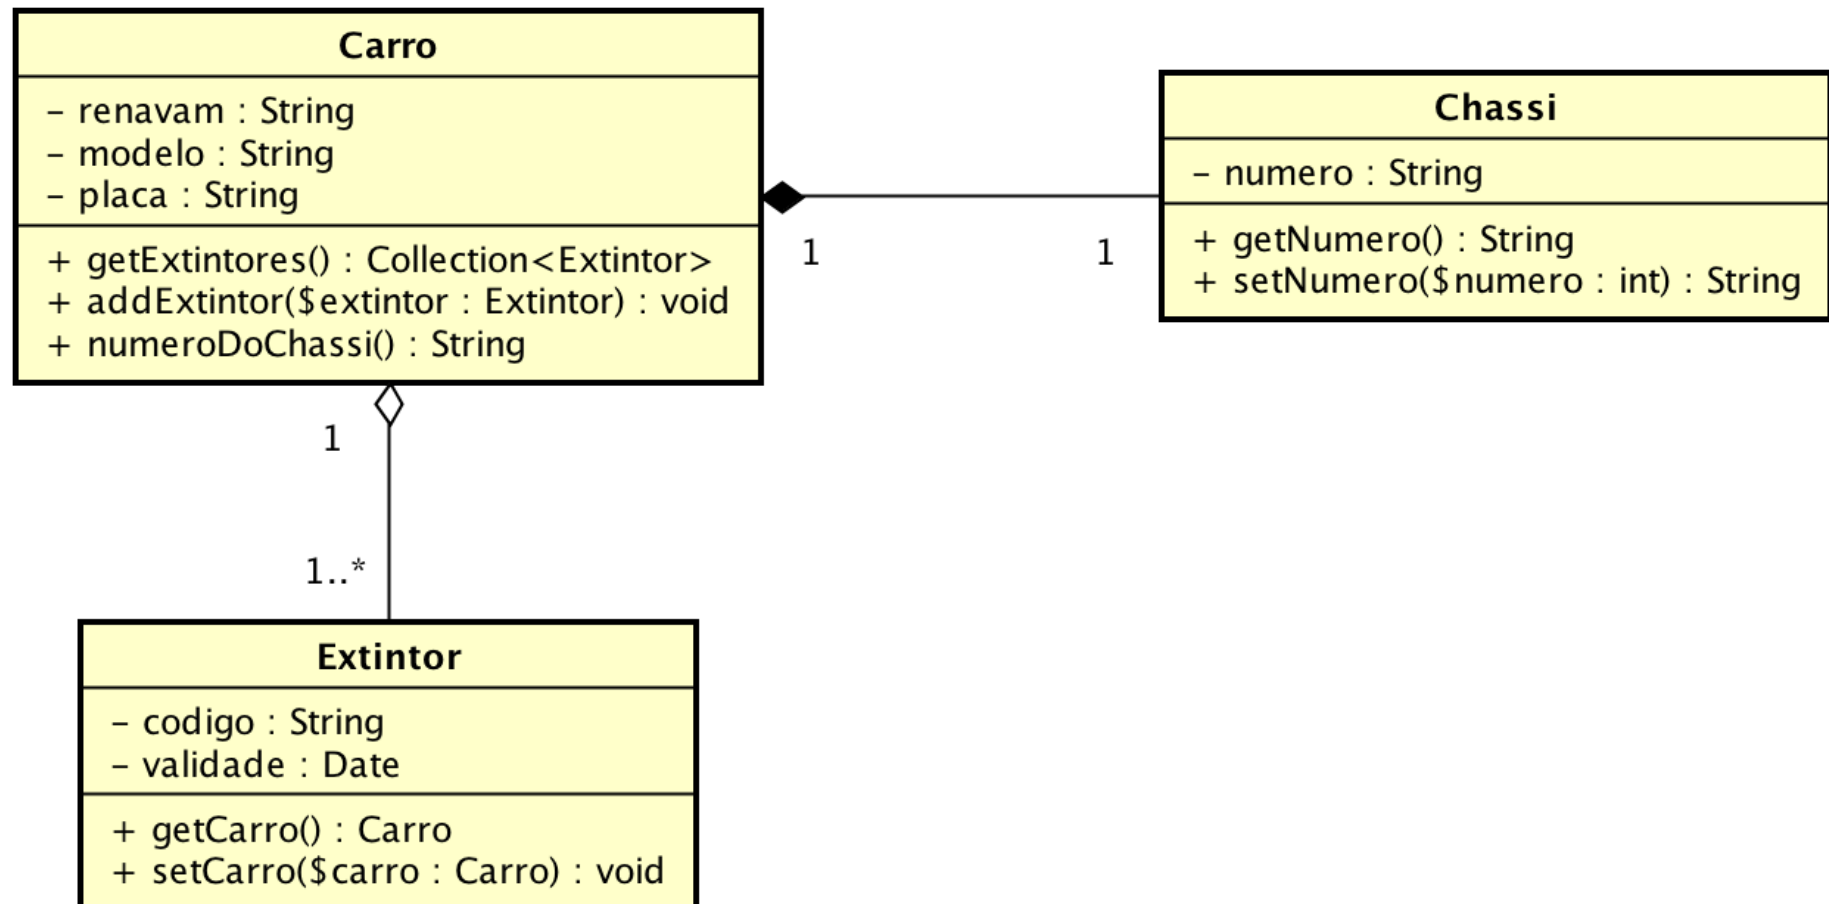 Carro
– renavam : String
– modelo : String
– placa : String
+ getExtintores() : Collection<Extintor>
+ addExtintor($extintor : Extintor) : void
+ numeroDoChassi() : String
Chassi
– numero : String
+ getNumero() : String
+ setNumero($numero : int) : String
1
1
1
1..*
Extintor
– codigo : String
– validade : Date
+ getCarro() : Carro
+ setCarro($carro : Carro) : void